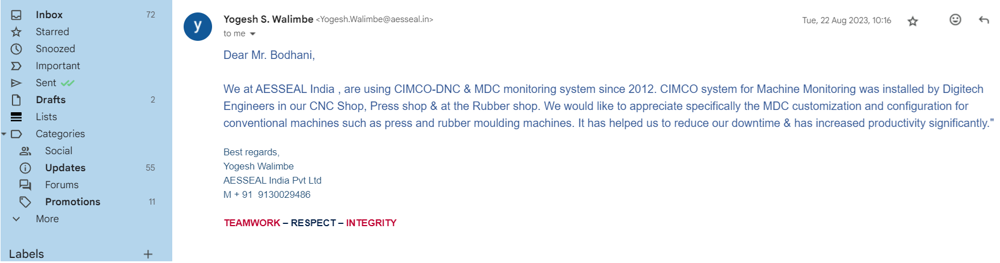 Inbox 72
Starred
Snoozed
Important
Sent
Drafts 2
Lists
Categories
Social
Updates 55
Forums
Promotions 11
More
Labels +
y
Yogesh S. Walimbe <Yogesh.Walimbe@aesseal.in>
Tue, 22 Aug 2023, 10:16
to me
Dear Mr. Bodhani,
We at AESSEAL India , are using CIMCO-DNC & MDC monitoring system since 2012. CIMCO system for Machine Monitoring was installed by Digitech
Engineers in our CNC Shop, Press shop & at the Rubber shop. We would like to appreciate specifically the MDC customization and configuration for
conventional machines such as press and rubber moulding machines. It has helped us to reduce our downtime & has increased productivity significantly."
Best regards,
Yogesh Walimbe
AESSEAL India Pvt Ltd
M + 91  9130029486
TEAMWORK – RESPECT – INTEGRITY